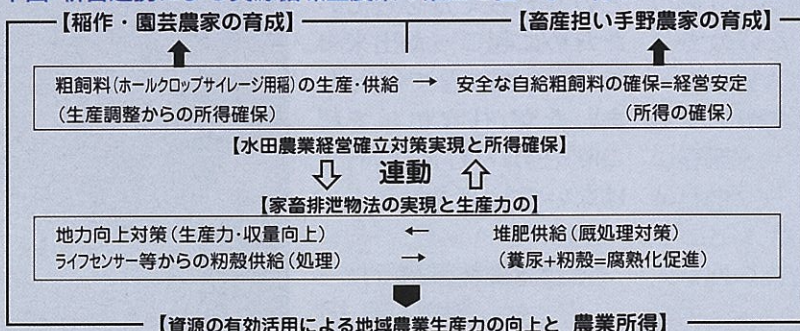 【稲作・園芸農家の育成】 【畜産担い手野農家の育成】
粗飼料(ホールクロップサイレージ用稲)の生産・供給 → 安全な自給粗飼料の確保=経営安定
(生産調整からの所得確保) (所得の確保)
【水田農業経営確立対策実現と所得確保】
連動
【家畜排泄物法の実現と生産力の】
地力向上対策(生産力・収量向上) ← 堆肥供給(厩処理対策)
ライフセンサー等からの籾殻供給(処理) → (糞尿+籾殻=腐熟化促進)
【資源の有効活用による地域農業生産力の向上と 農業所得】